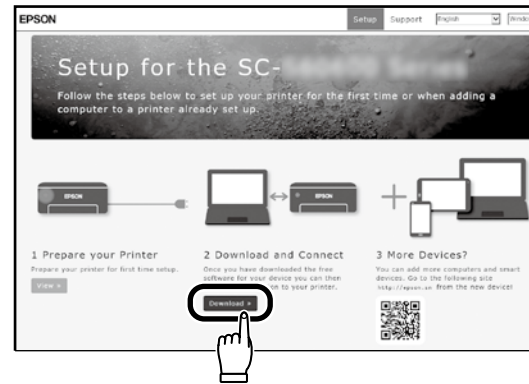 EPSON
Setup Support English Windo
Setup for the SC-
Follow the steps below to set up your printer for the first time or when adding a
computer to a printer already set up.
EPSON
EPSON
1 Prepare your Printer
Prepare your printer for first time setup.
View »
2 Download and Connect
Once you have downloaded the free
software for your device you can then
on to your printer.
Download »
3 More Devices?
You can add more computers and smart
devices. Go to the following site
http://epson.sn from the new device!